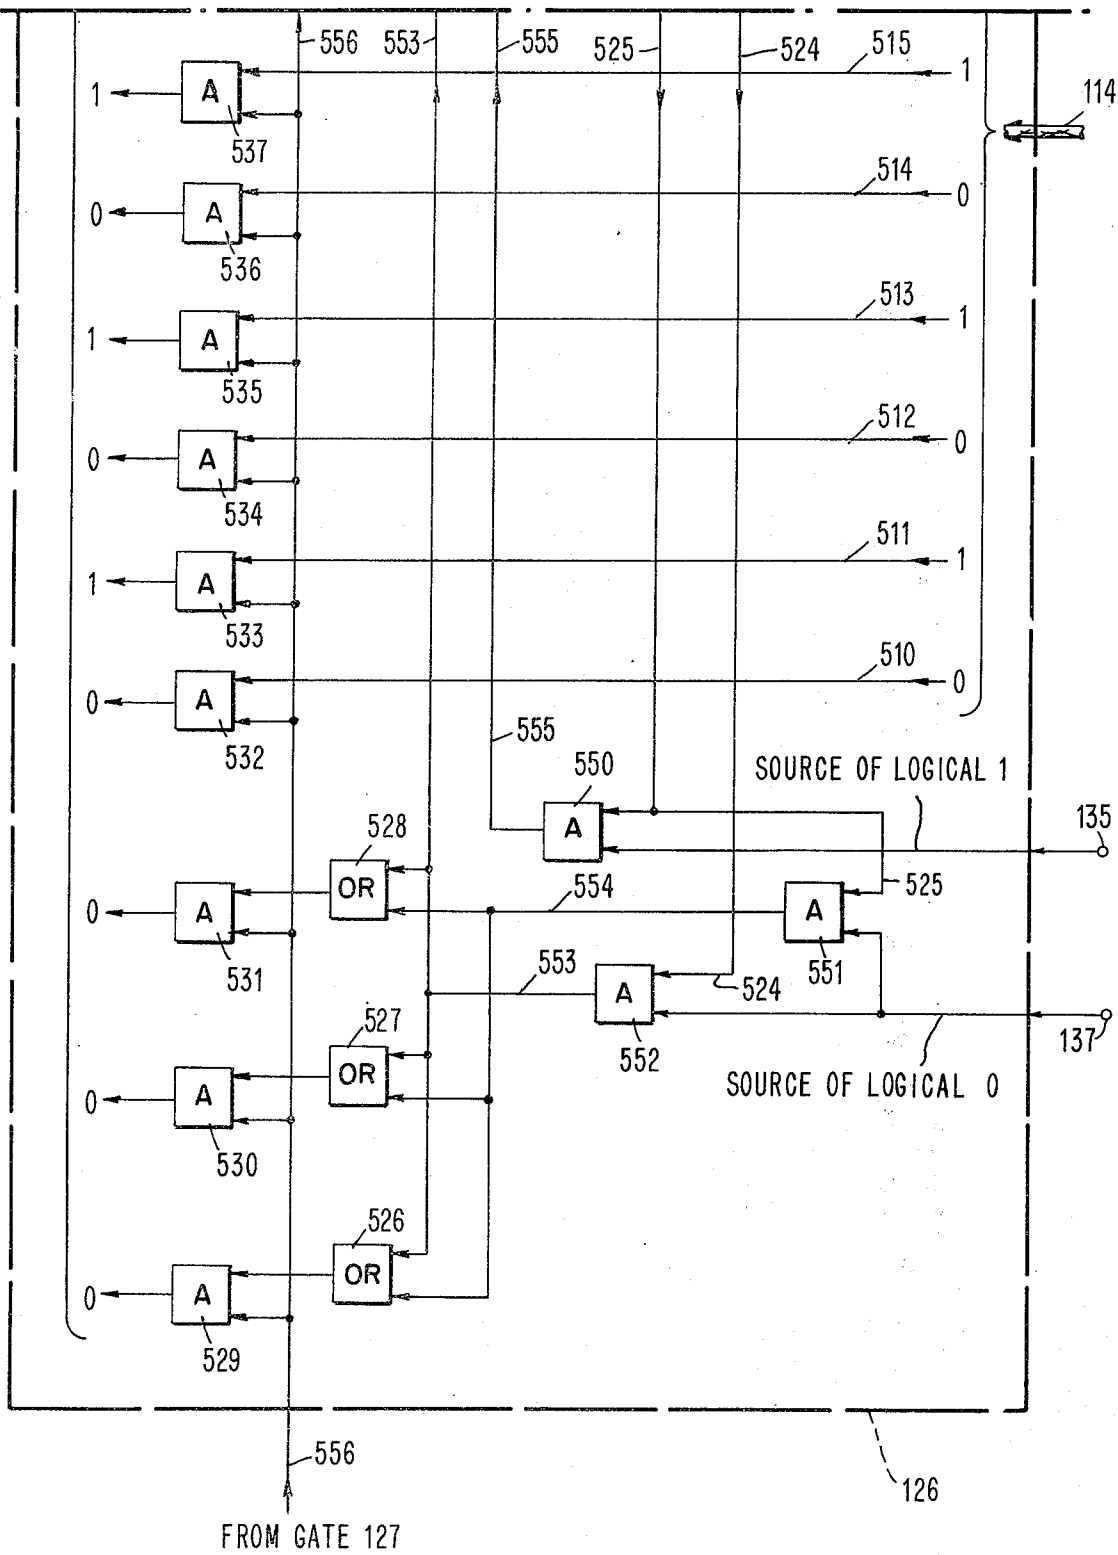 556 553 555 525 524
515
1 A 1
537
114
514
0 A 0
536
513
1 A 1
535
512
0 A 0
534
511
1 A 1
533
510
0 A 0
532
555
550
SOURCE OF LOGICAL 1
A
135
528
OR
525
554
0 A A
531
551
553
524
A
527
552
137
OR
SOURCE OF LOGICAL 0
0 A
530
526
OR
0 A
529
556
126
FROM GATE 127